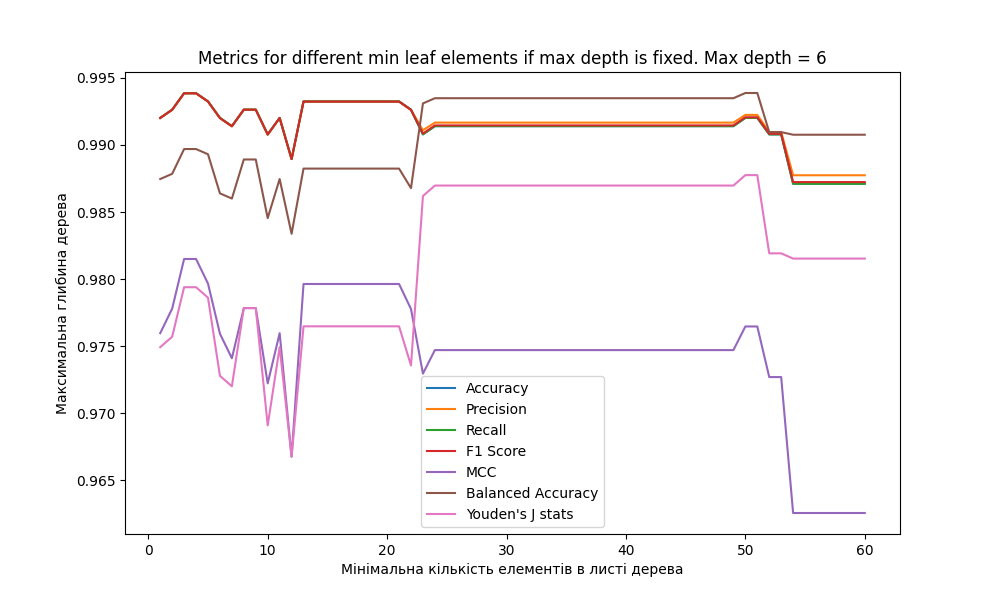 Metrics for different min leaf elements if max depth is fixed. Max depth = 6
Максимальна глибина дерева
0.995
0.990
0.985
0.980
0.975
0.970
0.965
Accuracy
Precision
Recall
F1 Score
MCC
Balanced Accuracy
Youden's J stats
0 10 20 30 40 50 60
Мінімальна кількість елементів в листі дерева